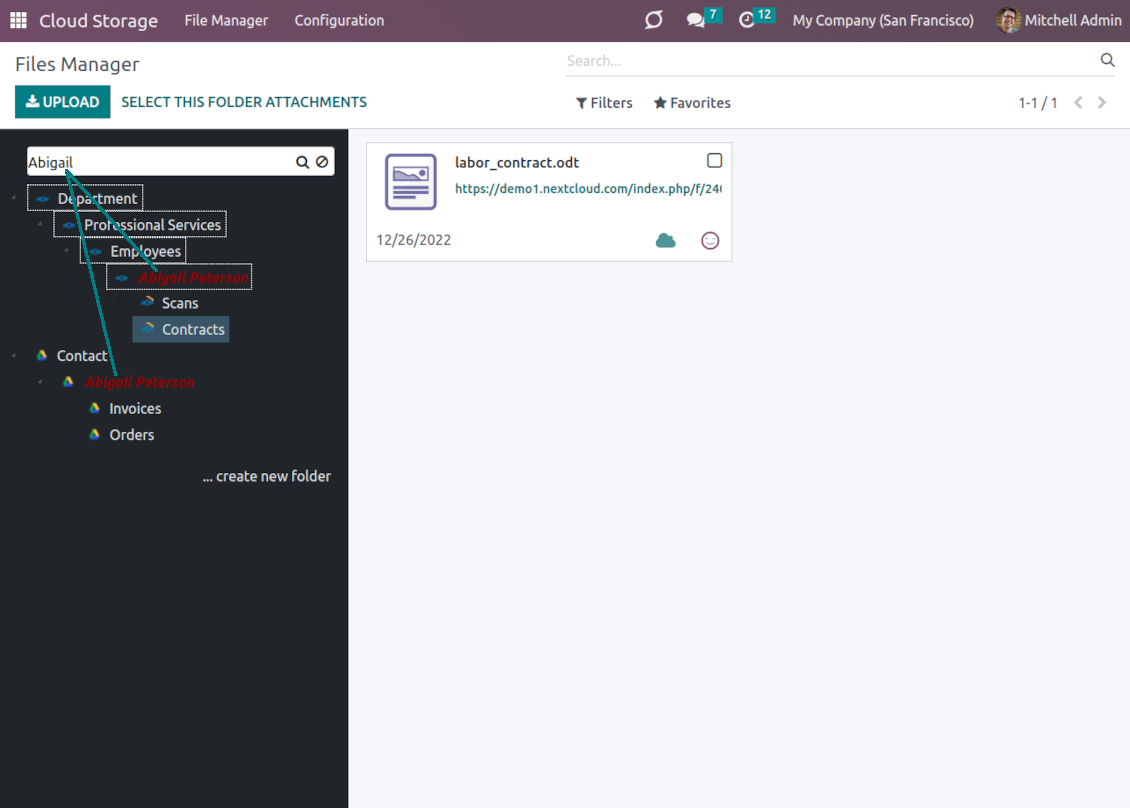 Cloud Storage File Manager Configuration 7 12 My Company (San Francisco) Mitchell Admin
Files Manager
Search...
UPLOAD SELECT THIS FOLDER ATTACHMENTS
Filters Favorites 1-1 / 1
Abigail
Department
Professional Services
Employees
Abigail Peterson
Scans
Contracts
Contact
Abigail Peterson
Invoices
Orders
... create new folder
labor_contract.odt
https://demo1.nextcloud.com/index.php/f/246
12/26/2022